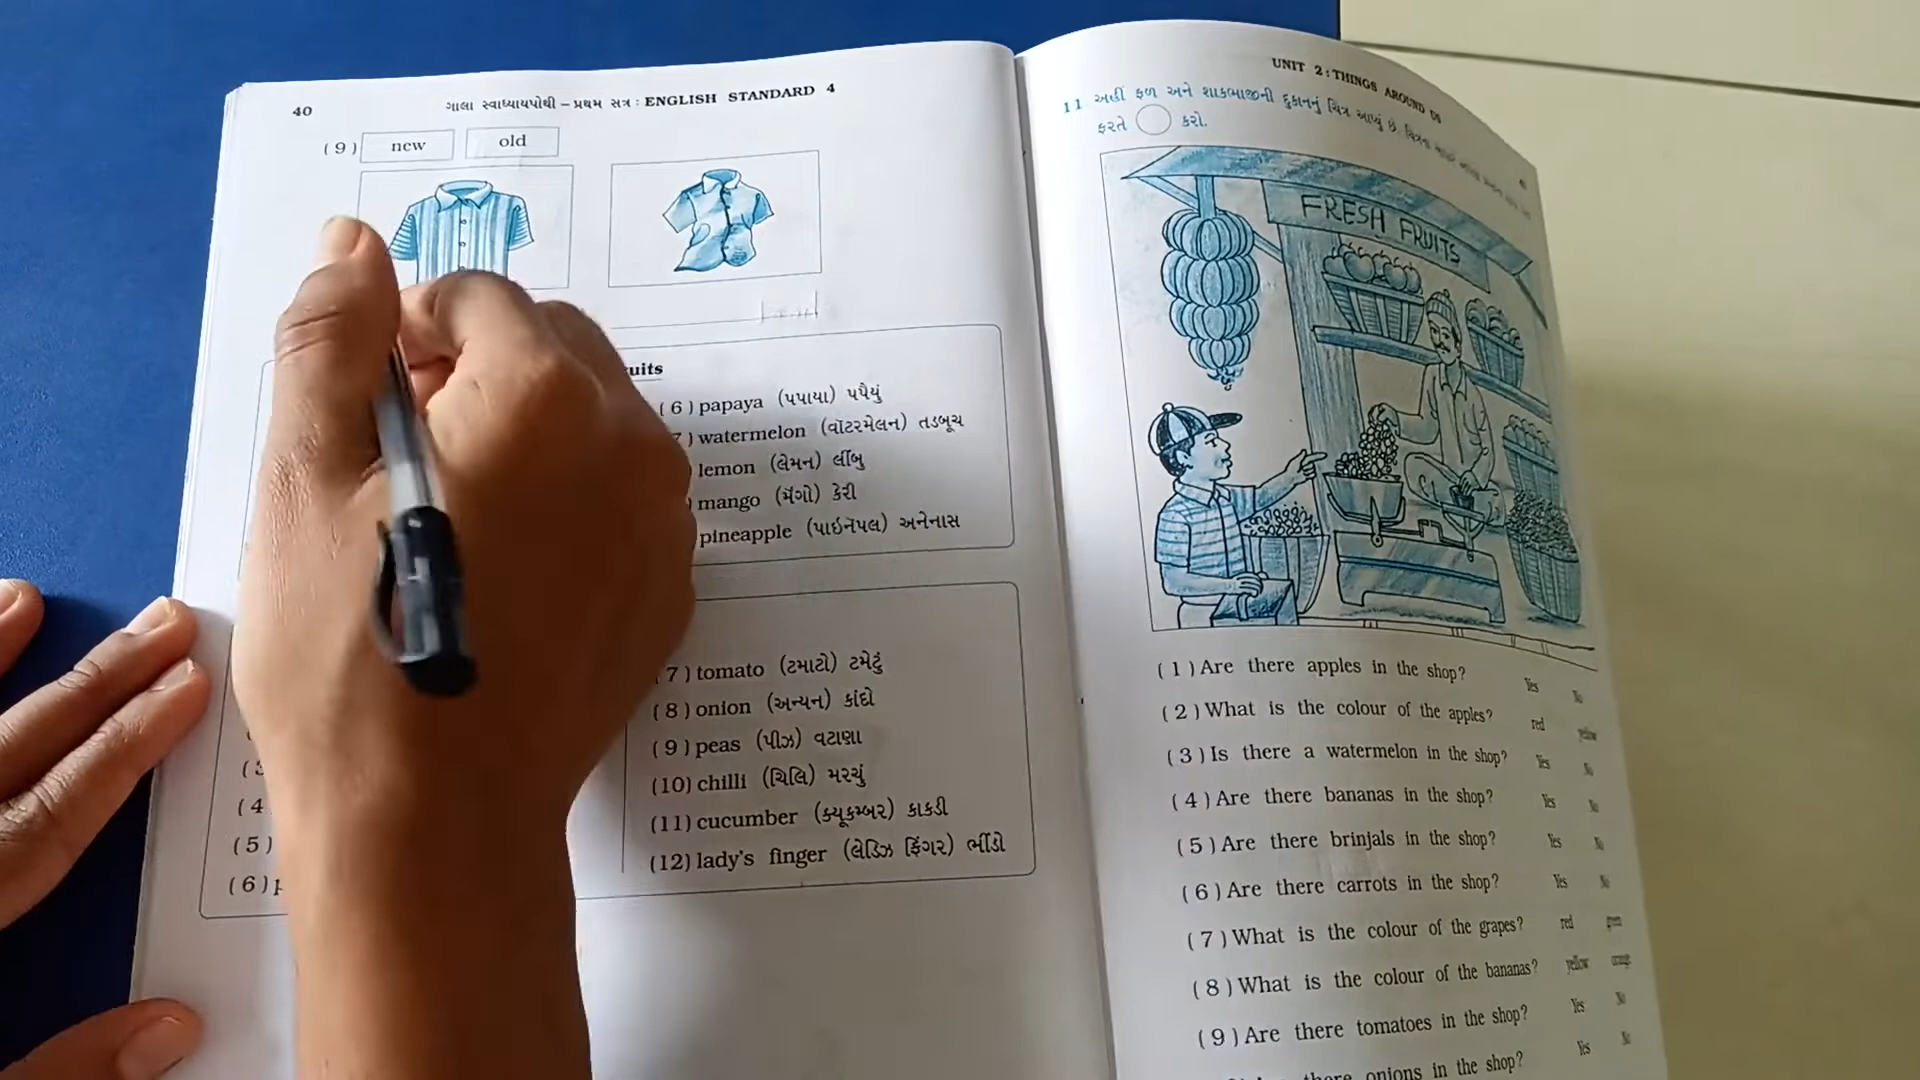 40
ગાલા સ્વાધ્યાયપોથી – પ્રથમ સત્ર : ENGLISH STANDARD 4
( 9 ) new old
uits
( 6 ) papaya (પપાયા) પપૈયું
7 ) watermelon (વૉટરમેલન) તડબૂચ
) lemon (લેમન) લીંબુ
) mango (મૅંગો) કેરી
pineapple (પાઇનૅપલ) અનેનાસ
7 ) tomato (ટમાટો) ટમેટું
( 8 ) onion (અન્યન) કાંદો
( 9 ) peas (પીઝ) વટાણા
(10) chilli (ચિલિ) મરચું
(11) cucumber (ક્યૂકમ્બર) કાકડી
(12) lady's finger (લેડિઝ ફિંગર) ભીંડો
( 4
( 5 )
( 6 )
UNIT 2 : THINGS AROUND US
11 અહીં ફળ અને શાકભાજીની દુકાનનું ચિત્ર આપ્યું છે.
ફરતે કરો.
FRESH FRUITS
( 1 ) Are there apples in the shop? Yes No
( 2 ) What is the colour of the apples? red yellow
( 3 ) Is there a watermelon in the shop? Yes No
( 4 ) Are there bananas in the shop? Yes No
( 5 ) Are there brinjals in the shop? Yes No
( 6 ) Are there carrots in the shop? Yes No
( 7 ) What is the colour of the grapes? red green
( 8 ) What is the colour of the bananas? yellow orange
( 9 ) Are there tomatoes in the shop? Yes No
there onions in the shop? Yes No